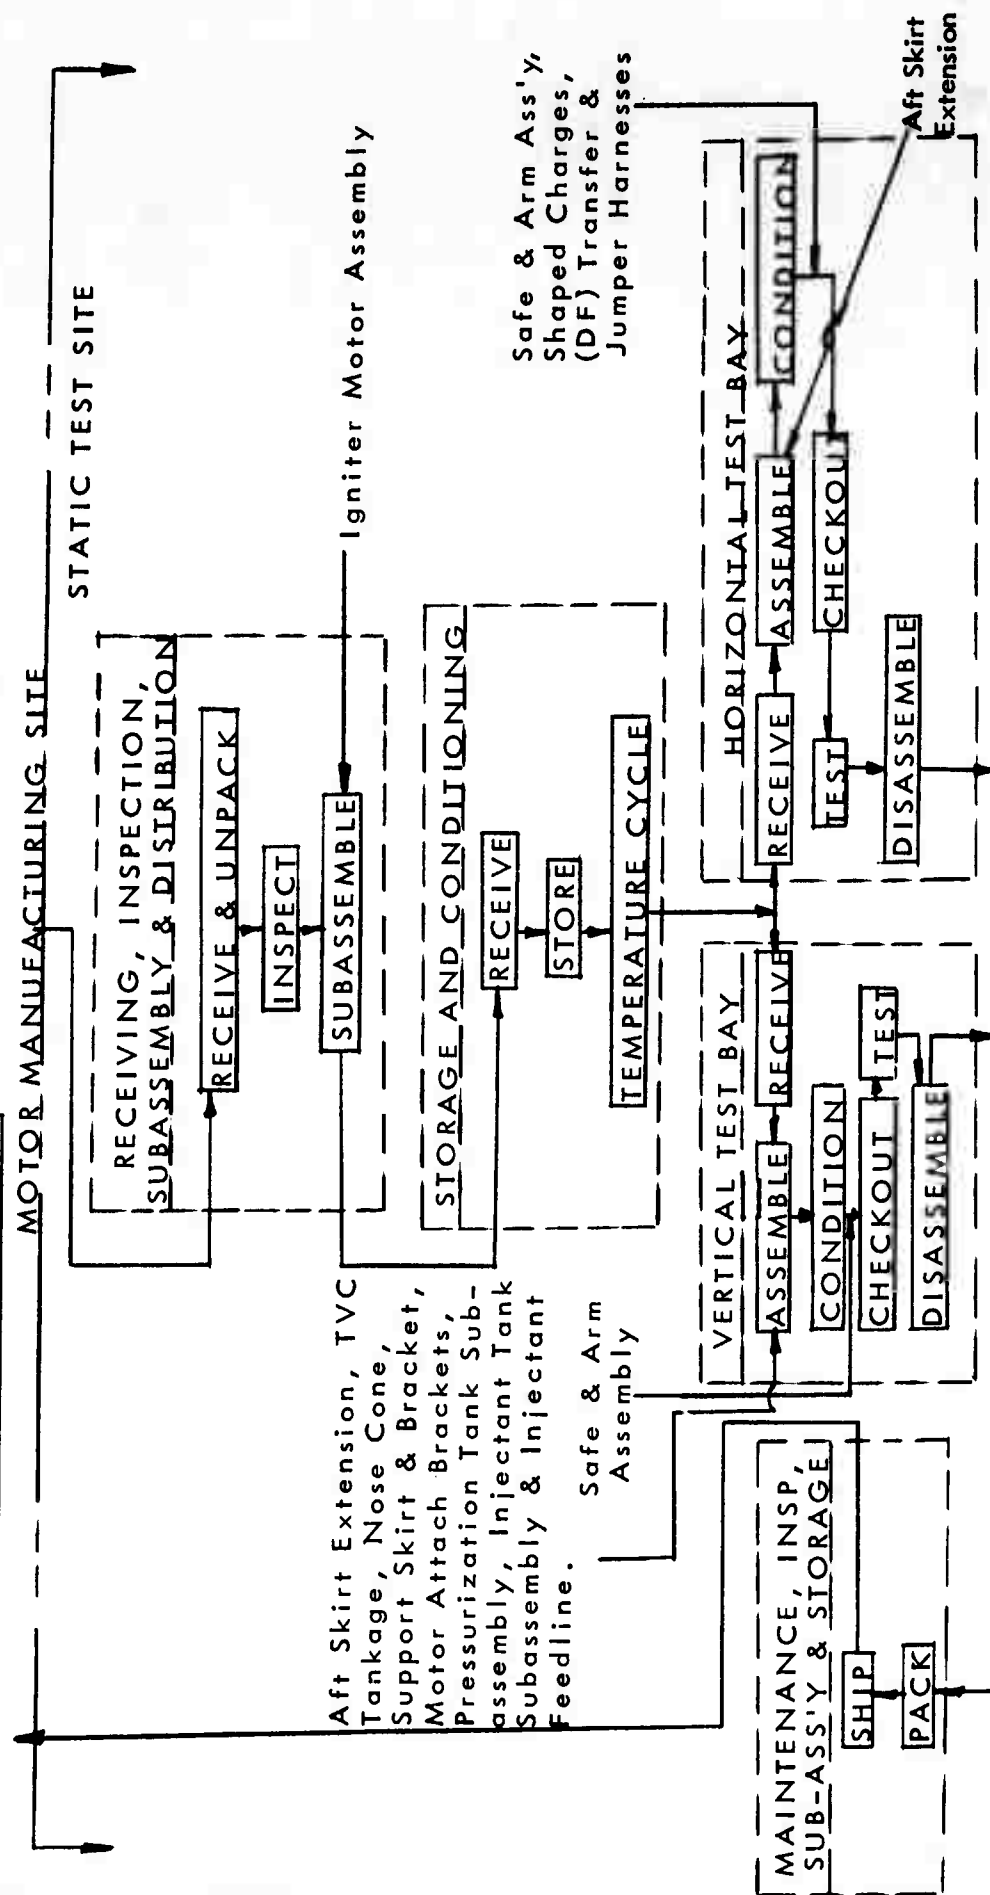 MOTOR MANUFACTURING SITE
STATIC TEST SITE
RECEIVING, INSPECTION,
SUBASSEMBLY & DISTRIBUTION
RECEIVE & UNPACK
INSPECT
SUBASSEMBLE
Igniter Motor Assembly
STORAGE AND CONDITIONING
RECEIVE
STORE
TEMPERATURE CYCLE
Aft Skirt Extension, TVC
Tankage, Nose Cone,
Support Skirt & Bracket,
Motor Attach Brackets,
Pressurization Tank Sub-
assembly, Injectant Tank
Subassembly & Injectant
Feedline.
Safe & Arm
Assembly
Safe & Arm Ass'y,
Shaped Charges,
(DF) Transfer &
Jumper Harnesses
Aft Skirt
Extension
MAINTENANCE, INSP,
SUB-ASS'Y & STORAGE
SHIP
PACK
VERTICAL TEST BAY
ASSEMBLE
RECEIVE
CONDITION
CHECKOUT
TEST
DISASSEMBLE
HORIZONTAL TEST BAY
RECEIVE
ASSEMBLE
CONDITION
TEST
CHECKOUT
DISASSEMBLE